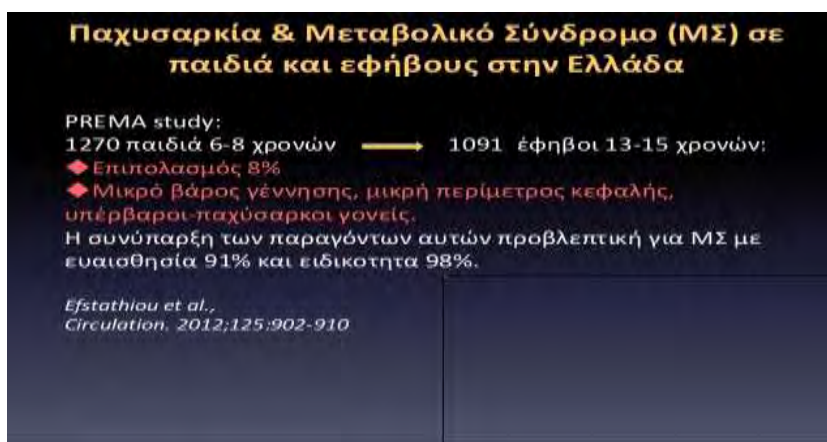 Παχυσαρκία & Μεταβολικό Σύνδρομο (ΜΣ) σε
παιδιά και εφήβους στην Ελλάδα
PREMA study:
1270 παιδιά 6-8 χρονών → 1091 έφηβοι 13-15 χρονών:
◆Επιπολασμός 8%
◆Μικρό βάρος γέννησης, μικρή περίμετρος κεφαλής,
υπέρβαροι-παχύσαρκοι γονείς.
Η συνύπαρξη των παραγόντων αυτών προβλεπτική για ΜΣ με
ευαισθησία 91% και ειδικοτητα 98%.
Efstathiou et al.,
Circulation. 2012;125:902-910